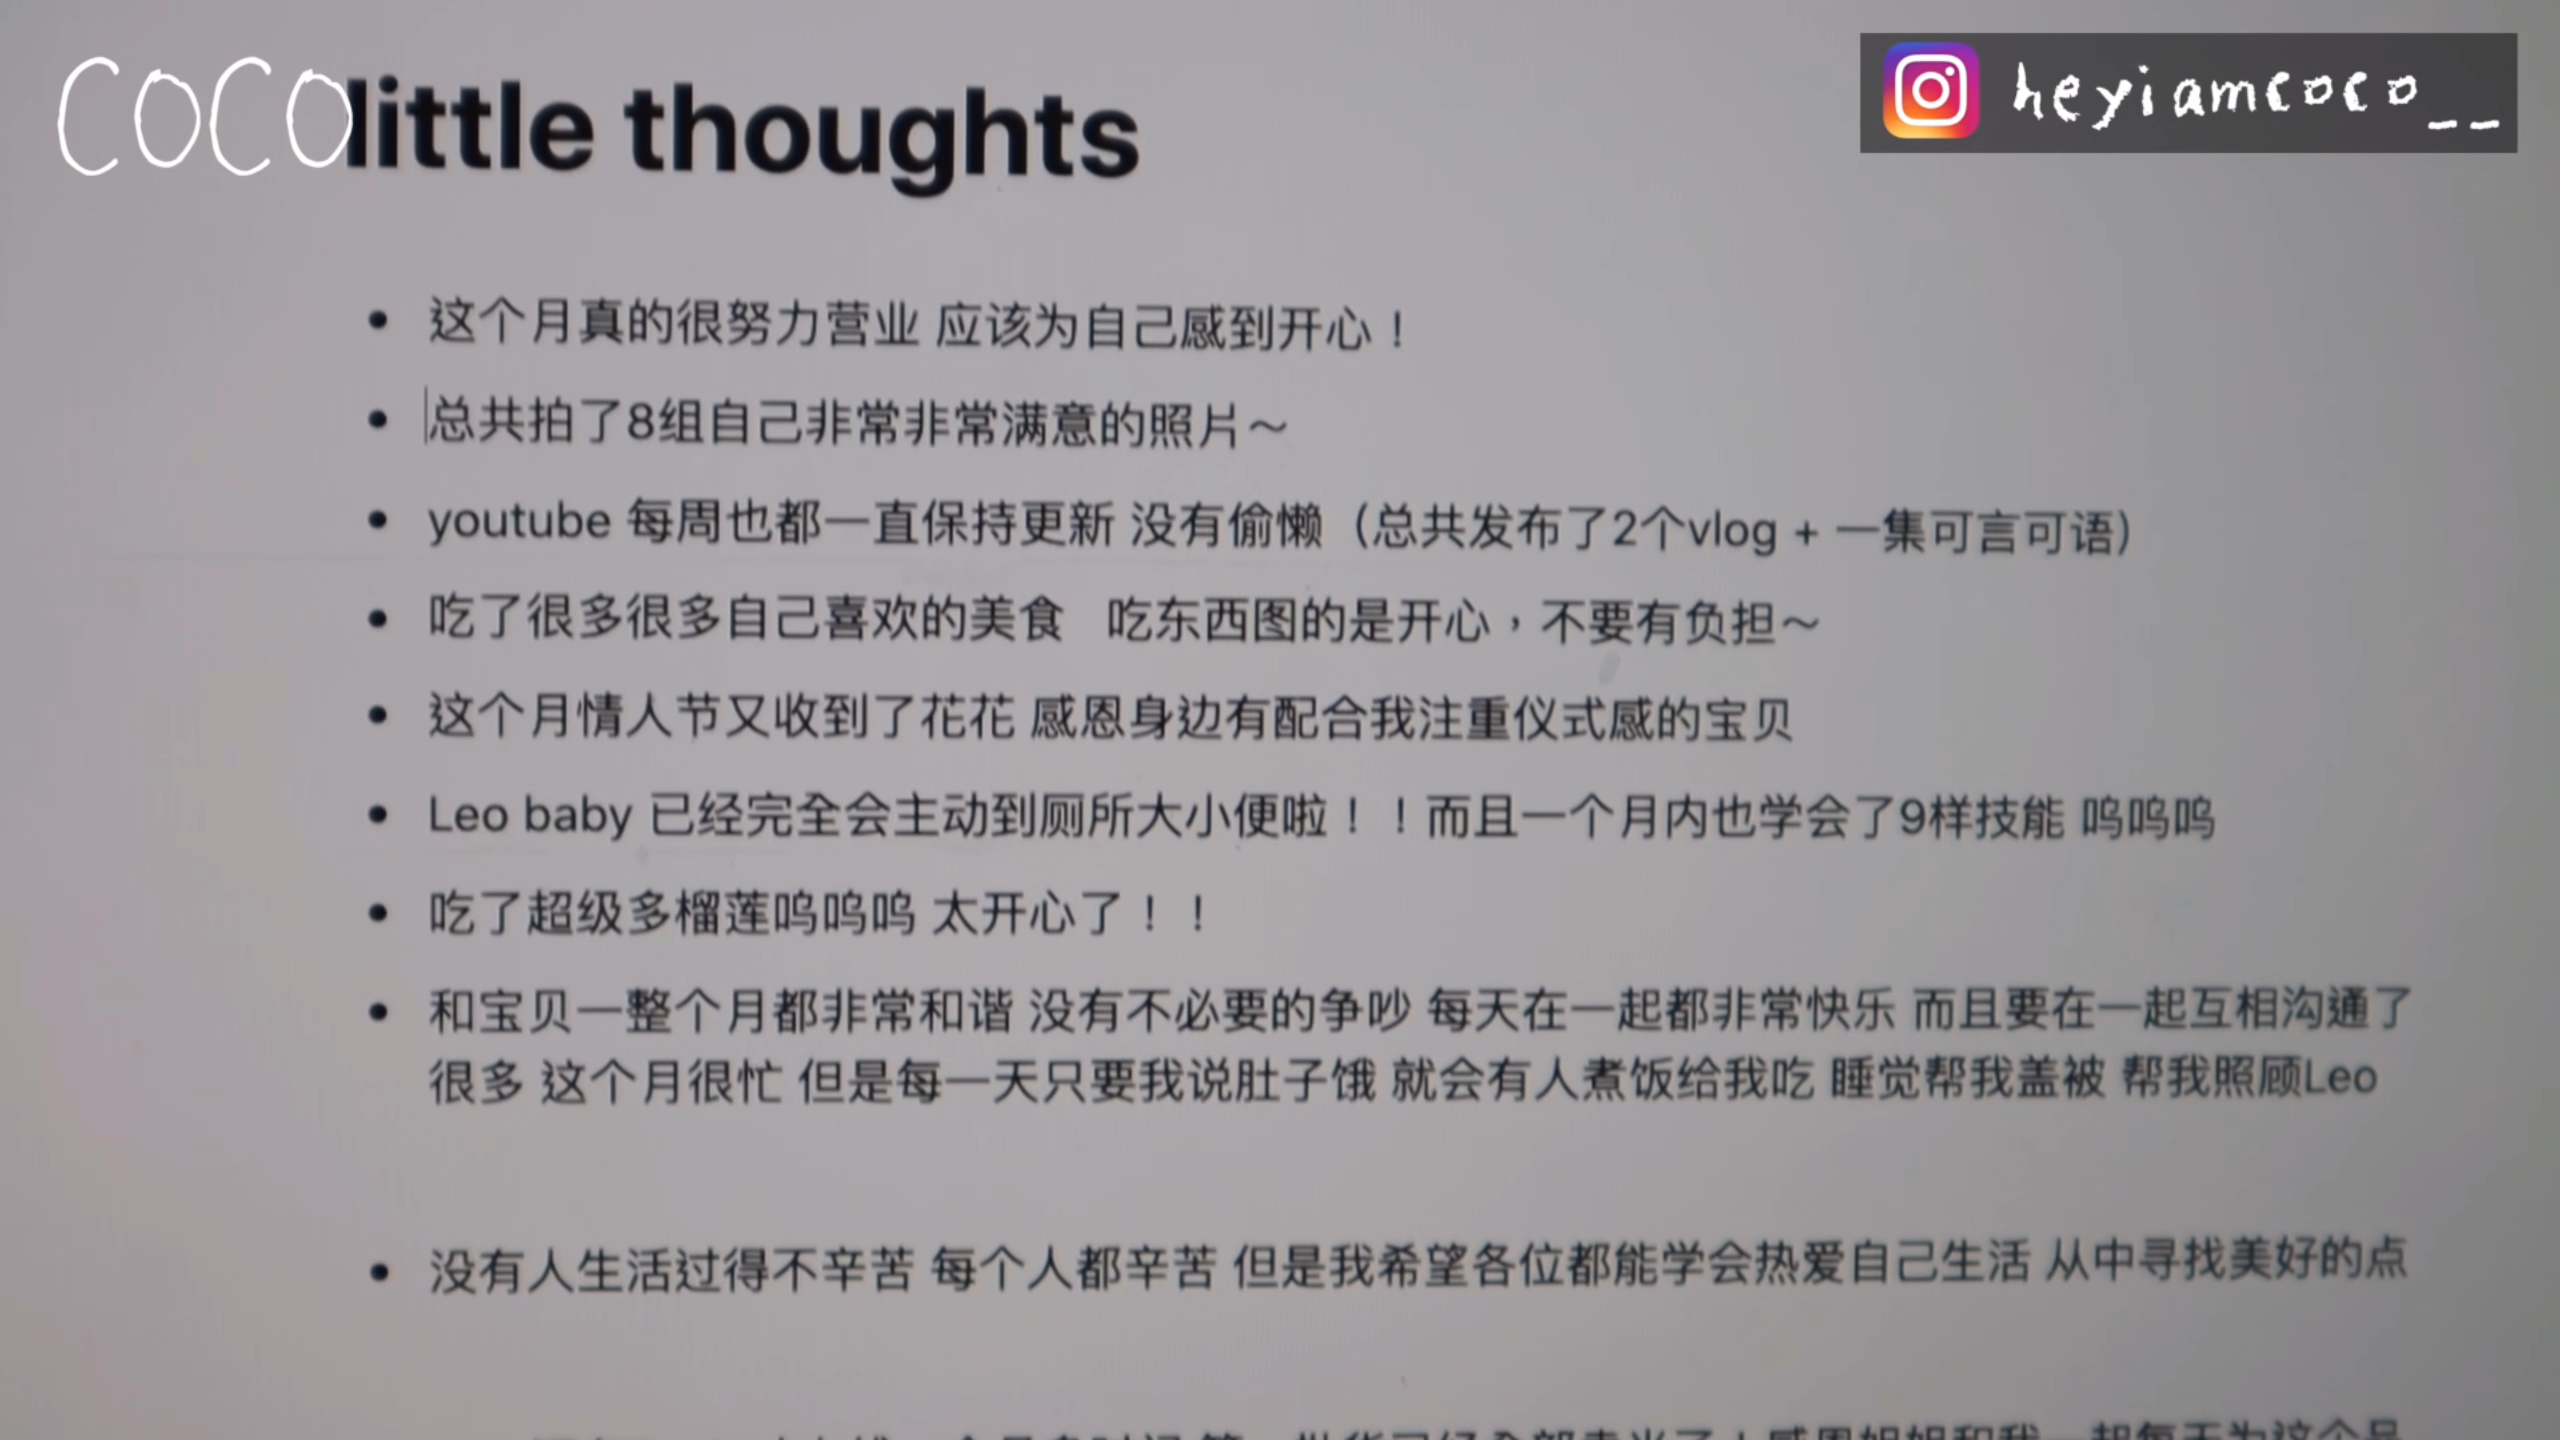 COCO
little thoughts
heyiamcoco__
这个月真的很努力营业 应该为自己感到开心！
总共拍了8组自己非常非常满意的照片～
youtube 每周也都一直保持更新 没有偷懒（总共发布了2个vlog + 一集可言可语）
吃了很多很多自己喜欢的美食 吃东西图的是开心，不要有负担～
这个月情人节又收到了花花 感恩身边有配合我注重仪式感的宝贝
Leo baby 已经完全会主动到厕所大小便啦！！而且一个月内也学会了9样技能 呜呜呜
吃了超级多榴莲呜呜呜 太开心了！！
和宝贝一整个月都非常和谐 没有不必要的争吵 每天在一起都非常快乐 而且要在一起互相沟通了
很多 这个月很忙 但是每一天只要我说肚子饿 就会有人煮饭给我吃 睡觉帮我盖被 帮我照顾Leo
没有人生活过得不辛苦 每个人都辛苦 但是我希望各位都能学会热爱自己生活 从中寻找美好的点